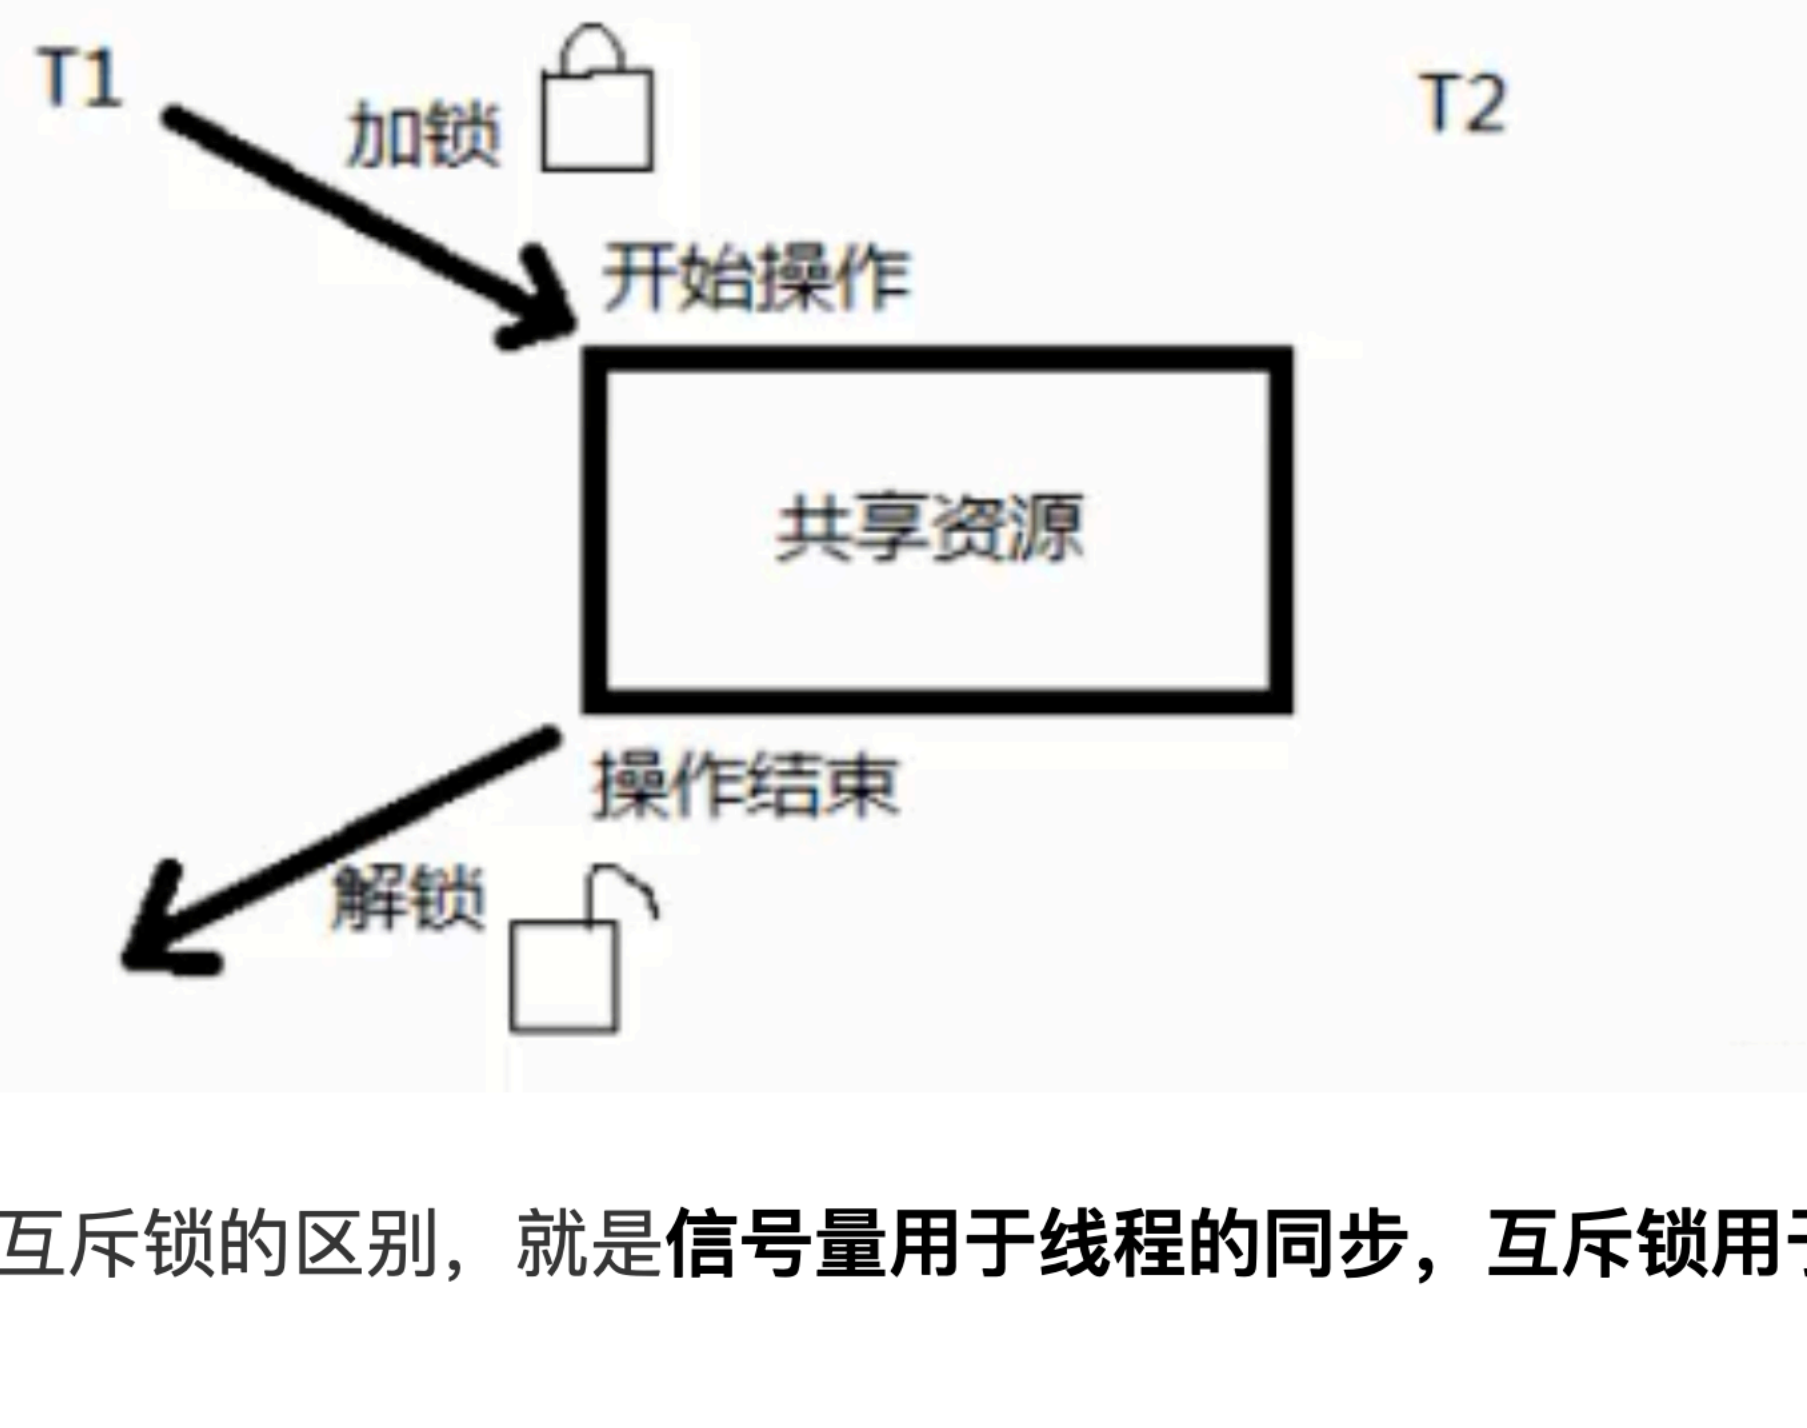 T1
加锁
T2
开始操作
共享资源
操作结束
解锁
互斥锁的区别，就是信号量用于线程的同步，互斥锁用于